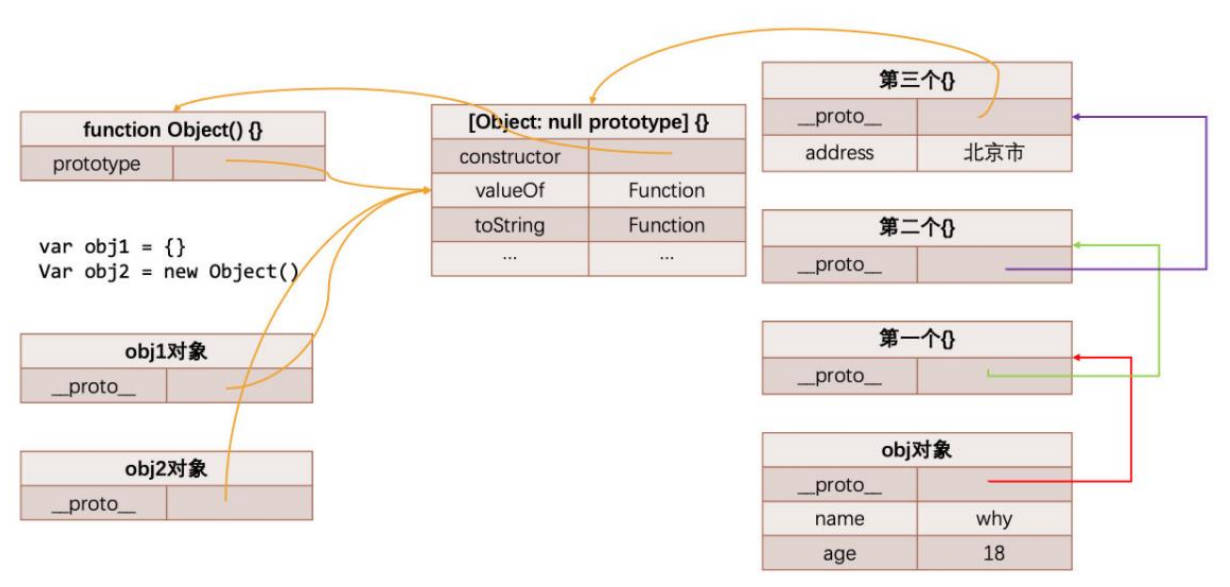 function Object() {}
prototype
var obj1 = {}
Var obj2 = new Object()
obj1对象
__proto__
obj2对象
__proto__
[Object: null prototype] {}
constructor
valueOf Function
toString Function
... ...
第三个{}
__proto__
address 北京市
第二个{}
__proto__
第一个{}
__proto__
obj对象
__proto__
name why
age 18